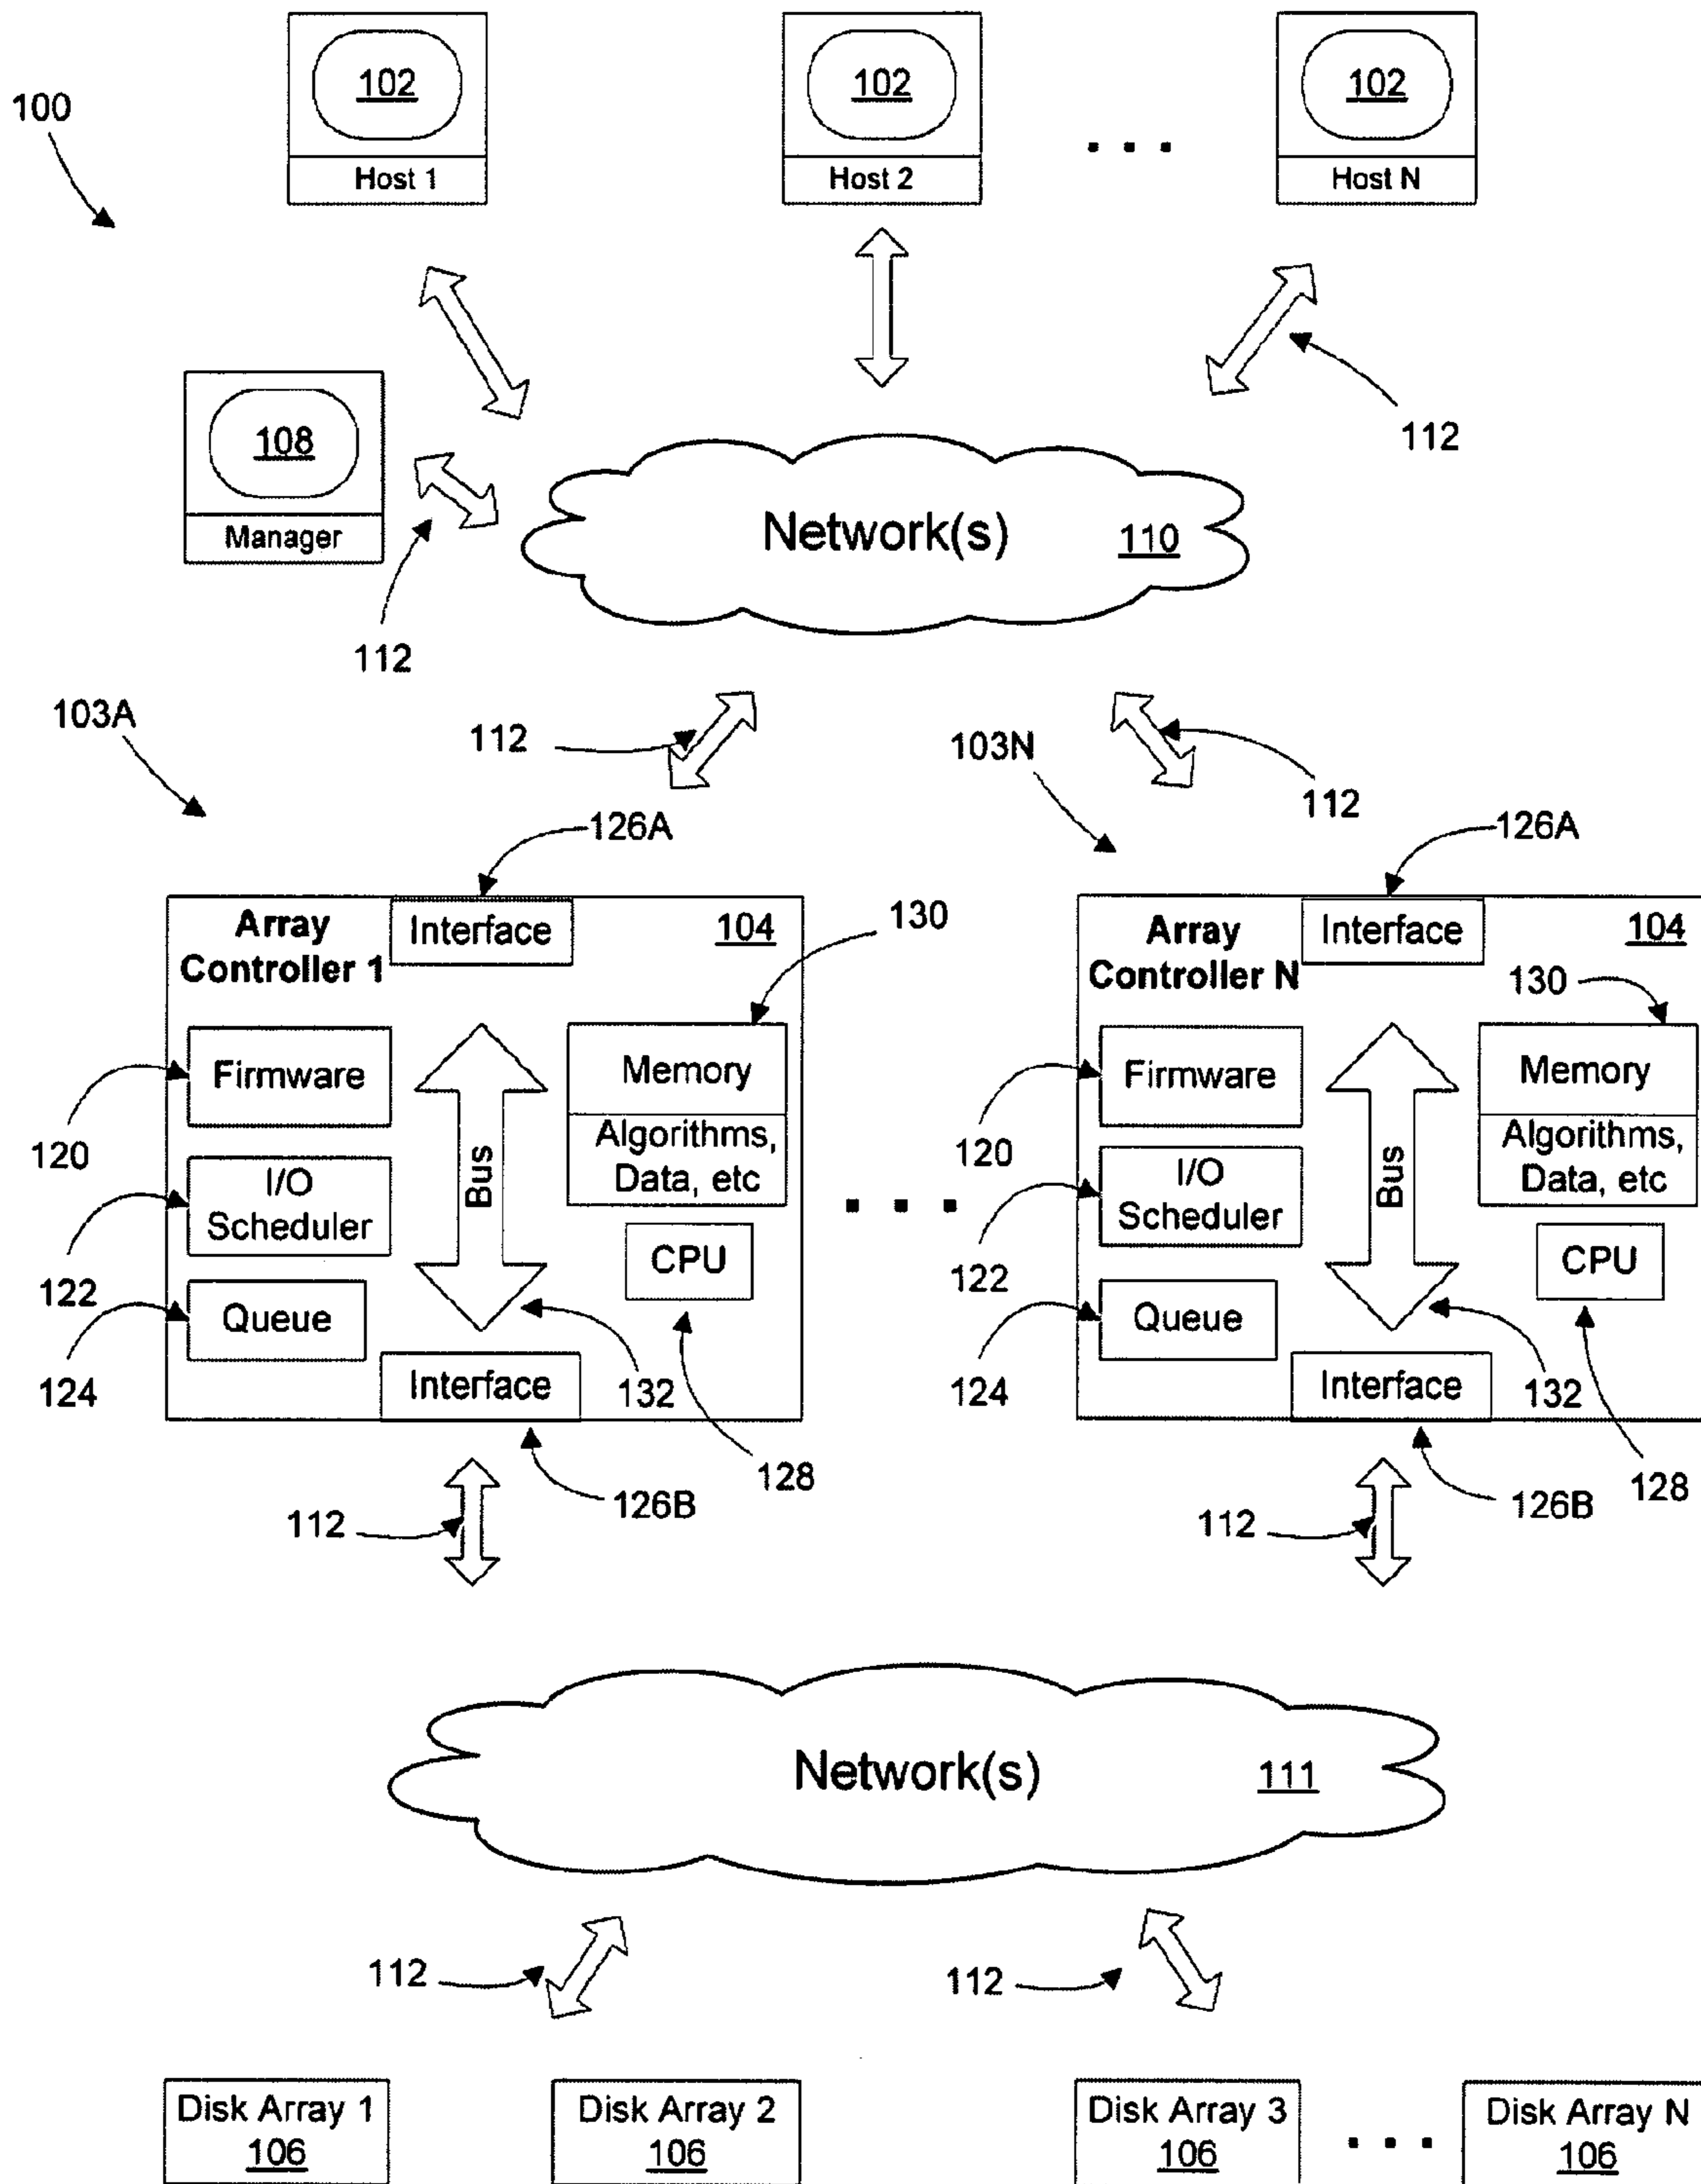 100
102
Host 1
102
Host 2
. . .
102
Host N
112
108
Manager
112
Network(s) 110
103A
112
103N
112
126A
Array
Controller 1
Interface
104
130
Firmware
120
I/O
Scheduler
122
Queue
124
Bus
Memory
Algorithms,
Data, etc
CPU
Interface
132
128
126B
112
. . .
126A
Array
Controller N
Interface
104
130
Firmware
120
I/O
Scheduler
122
Queue
124
Bus
Memory
Algorithms,
Data, etc
CPU
Interface
132
128
126B
112
Network(s) 111
112
112
Disk Array 1
106
Disk Array 2
106
Disk Array 3
106
. . .
Disk Array N
106